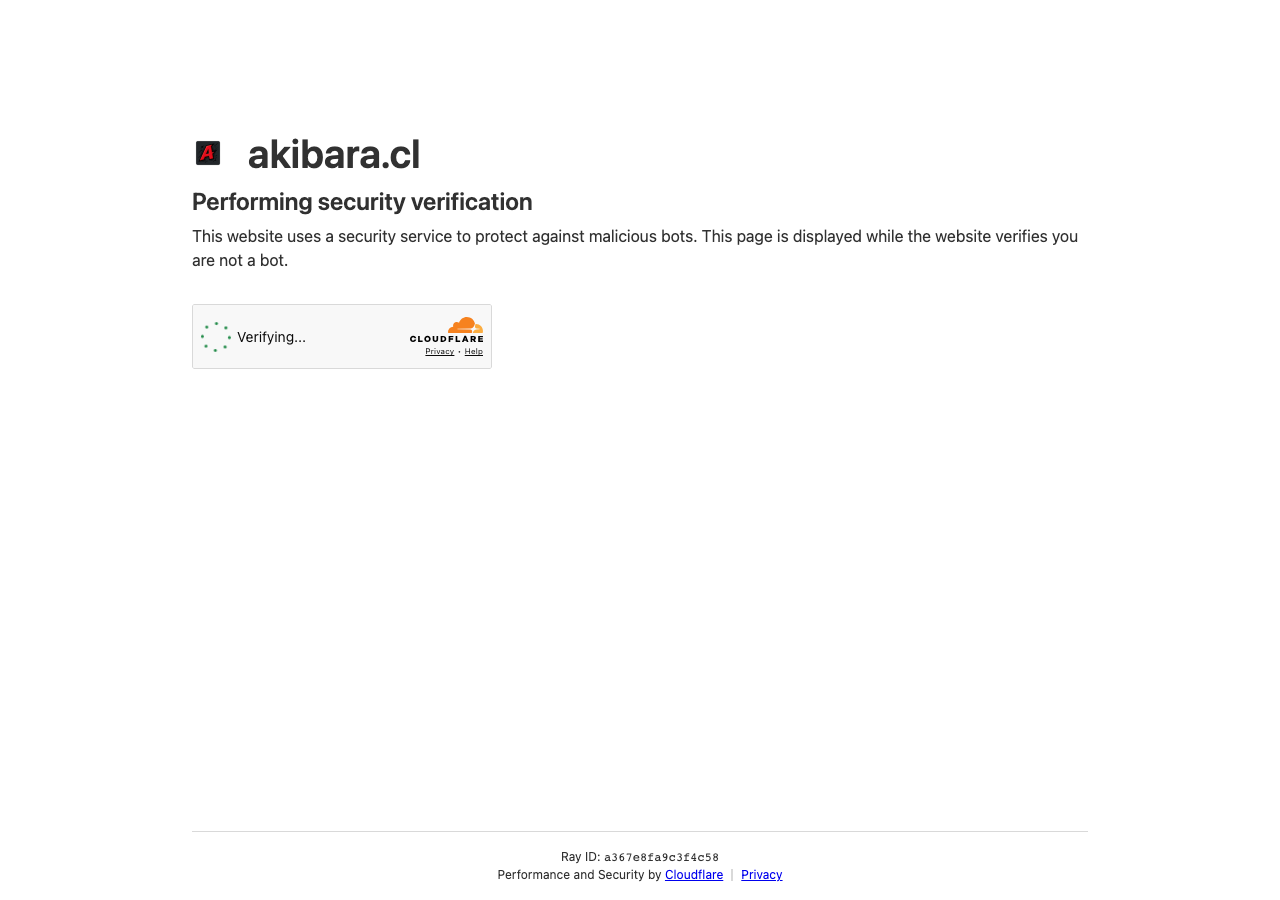 akibara.cl
Performing security verification
This website uses a security service to protect against malicious bots. This page is displayed while the website verifies you
are not a bot.
Verifying...
CLOUDFLARE
Privacy • Help
Ray ID: a367e8fa9c3f4c58
Performance and Security by Cloudflare | Privacy